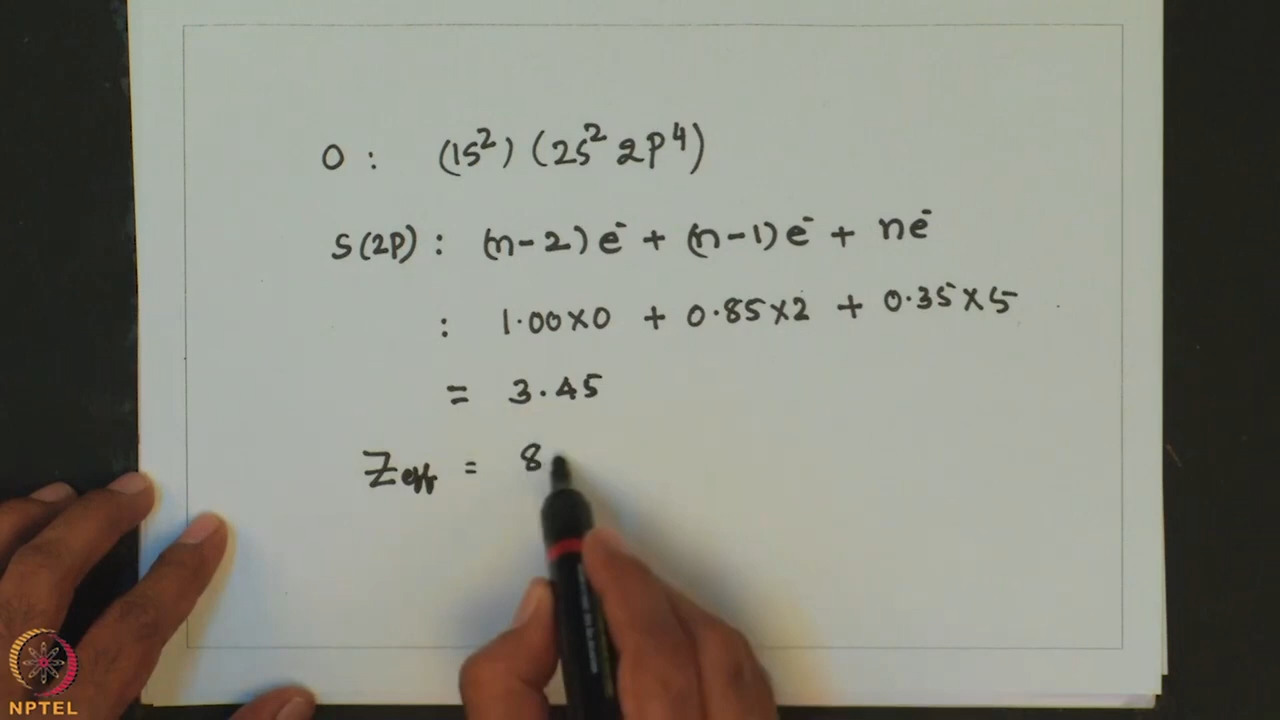 O : (1S²) (2S² 2P⁴)
S(2P) : (n-2)e⁻ + (n-1)e⁻ + ne⁻
: 1.00×0 + 0.85×2 + 0.35×5
= 3.45
Zeff = 8
NPTEL